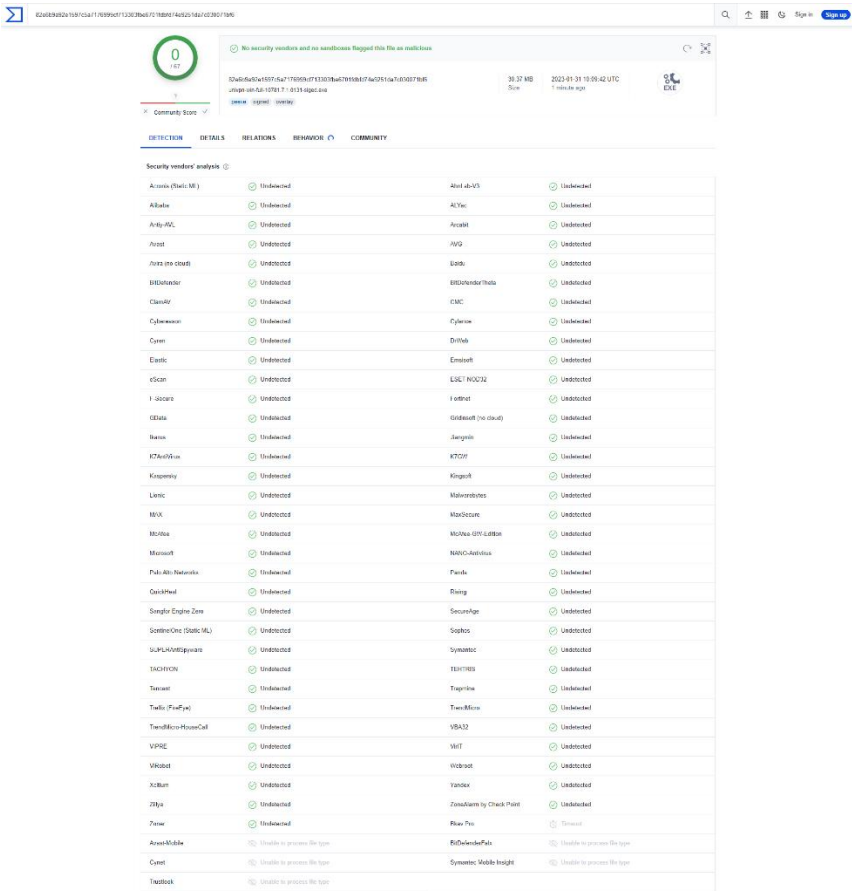 Sign in
Sign up
0
/ 67
No security vendors and no sandboxes flagged this file as malicious
36.37 MB
Size
2023-01-31 10:09:42 UTC
1 minute ago
EXE
signed
overlay
Community Score
DETECTION DETAILS RELATIONS BEHAVIOR COMMUNITY
Security vendors' analysis
Acronis (Static ML) Undetected AhnLab-V3 Undetected
Alibaba Undetected ALYac Undetected
Antiy-AVL Undetected Arcabit Undetected
Avast Undetected AVG Undetected
Avira (no cloud) Undetected Baidu Undetected
BitDefender Undetected BitDefenderTheta Undetected
ClamAV Undetected CMC Undetected
Cybereason Undetected Cylance Undetected
Cyren Undetected DrWeb Undetected
Elastic Undetected Emsisoft Undetected
eScan Undetected ESET-NOD32 Undetected
F-Secure Undetected Fortinet Undetected
GData Undetected Gridinsoft (no cloud) Undetected
Ikarus Undetected Jiangmin Undetected
K7AntiVirus Undetected K7GW Undetected
Kaspersky Undetected Kingsoft Undetected
Lionic Undetected Malwarebytes Undetected
MAX Undetected MaxSecure Undetected
McAfee Undetected McAfee-GW-Edition Undetected
Microsoft Undetected NANO-Antivirus Undetected
Palo Alto Networks Undetected Panda Undetected
QuickHeal Undetected Rising Undetected
Sangfor Engine Zero Undetected SecureAge Undetected
SentinelOne (Static ML) Undetected Sophos Undetected
SUPERAntiSpyware Undetected Symantec Undetected
TACHYON Undetected TEHTRIS Undetected
Tencent Undetected Trapmine Undetected
Trellix (FireEye) Undetected TrendMicro Undetected
TrendMicro-HouseCall Undetected VBA32 Undetected
VIPRE Undetected VirIT Undetected
ViRobot Undetected Webroot Undetected
Xcitium Undetected Yandex Undetected
Zillya Undetected ZoneAlarm by Check Point Undetected
Zoner Undetected Bkav Pro Timeout
Avast-Mobile Unable to process file type BitDefenderFalx Unable to process file type
Cynet Unable to process file type Symantec Mobile Insight Unable to process file type
Trustlook Unable to process file type